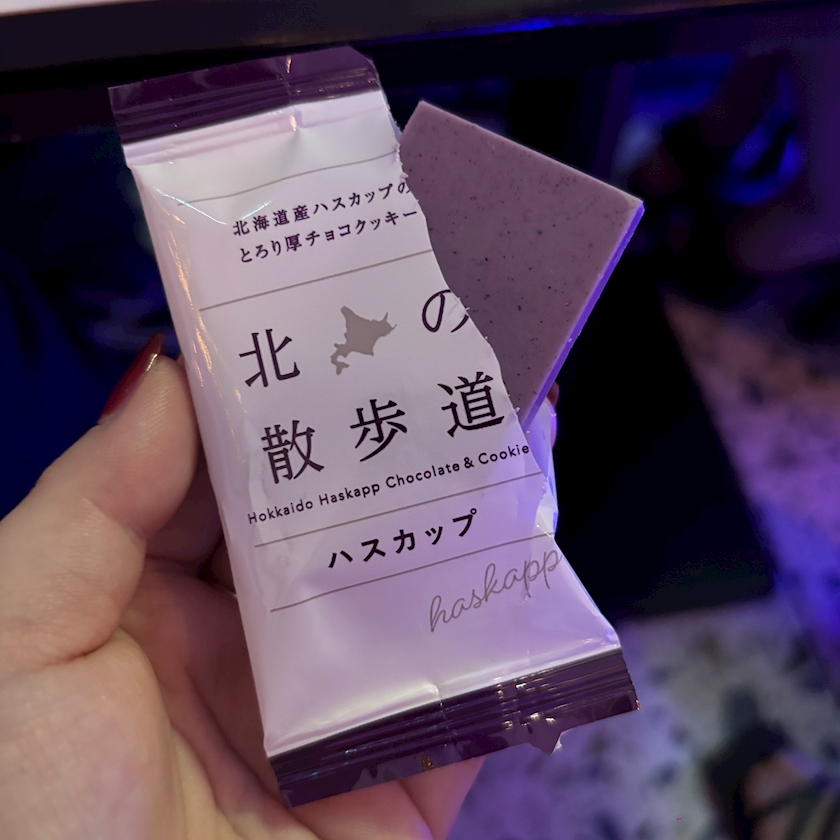 北海道産ハスカップの
とろり厚チョコクッキー
北の
散歩道
Hokkaido Haskapp Chocolate & Cookie
ハスカップ
haskapp